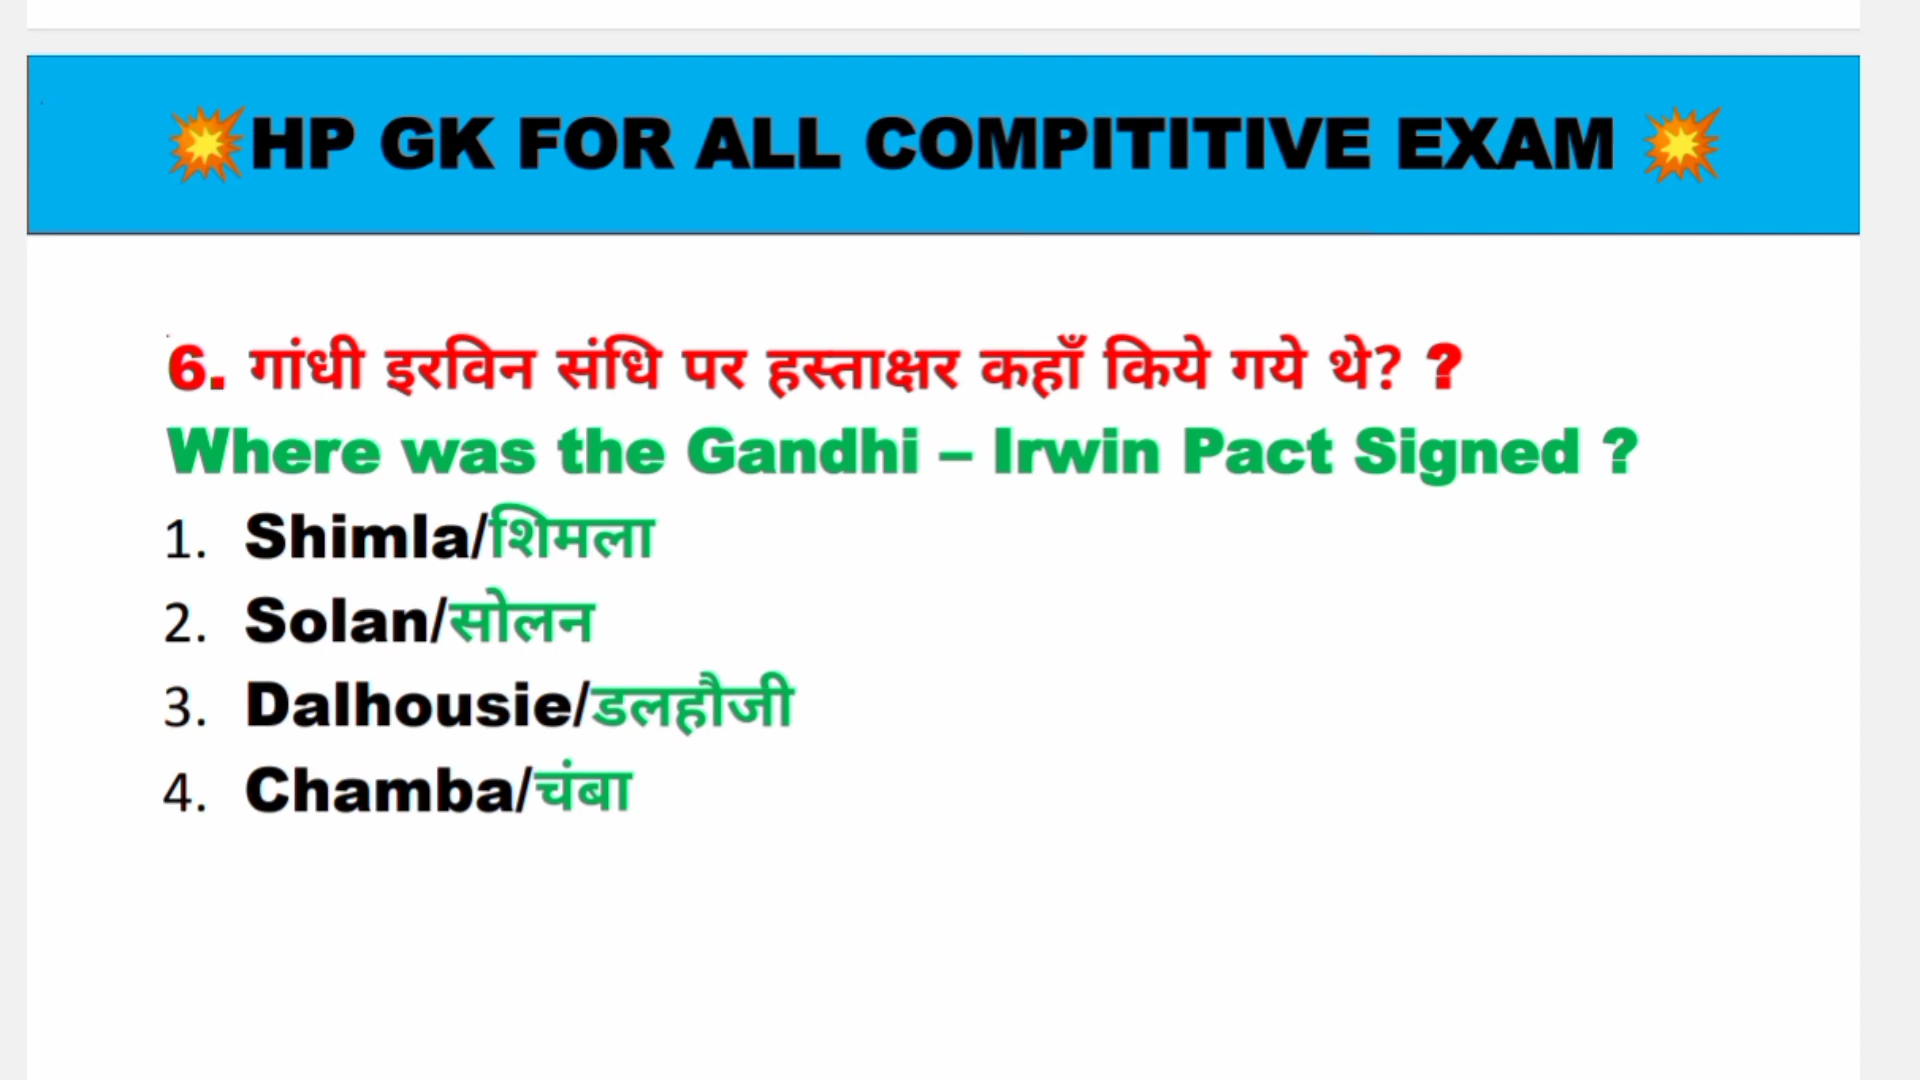 💥HP GK FOR ALL COMPITITIVE EXAM 💥
6. गांधी इरविन संधि पर हस्ताक्षर कहाँ किये गये थे? ?
Where was the Gandhi – Irwin Pact Signed ?
1. Shimla/शिमला
2. Solan/सोलन
3. Dalhousie/डलहौजी
4. Chamba/चंबा